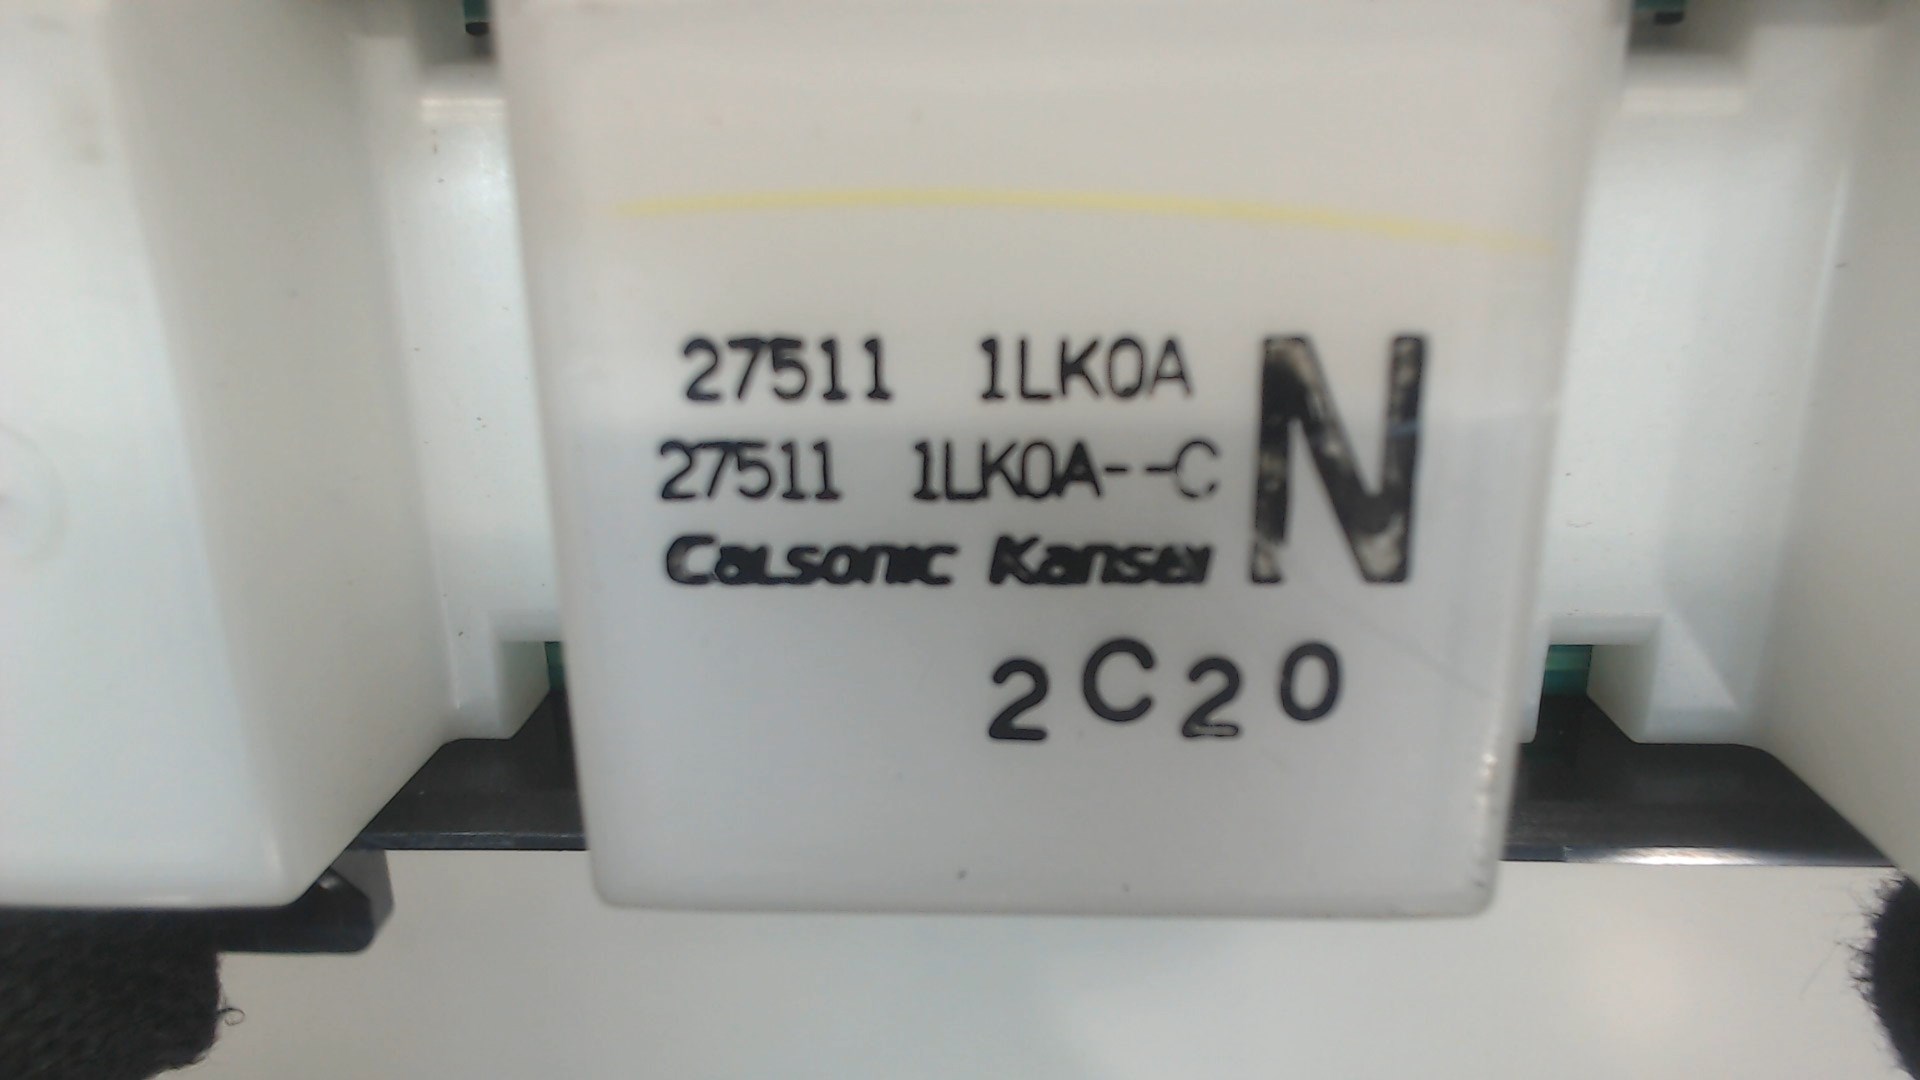 27511 1LK0A N
27511 1LK0A--C
Calsonic Kansei
2C20